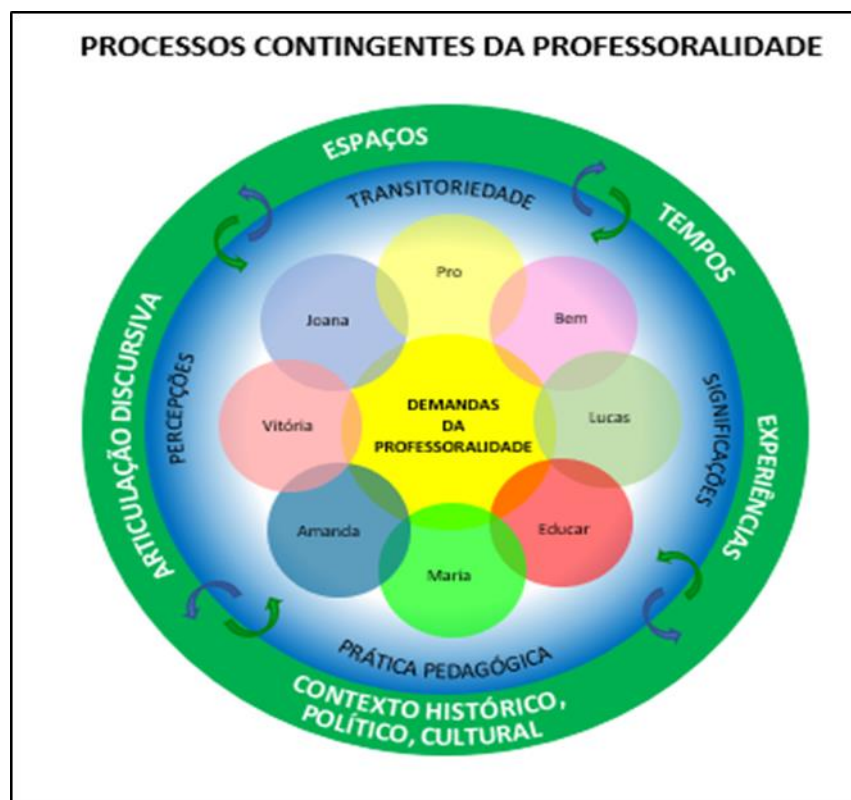 PROCESSOS CONTINGENTES DA PROFESSORALIDADE
ESPAÇOS
TEMPOS
EXPERIÊNCIAS
CONTEXTO HISTÓRICO,
POLÍTICO, CULTURAL
ARTICULAÇÃO DISCURSIVA
TRANSITORIEDADE
SIGNIFICAÇÕES
PRÁTICA PEDAGÓGICA
PERCEPÇÕES
Pro
Bem
Lucas
Educar
Maria
Amanda
Vitória
Joana
DEMANDAS
DA
PROFESSORALIDADE